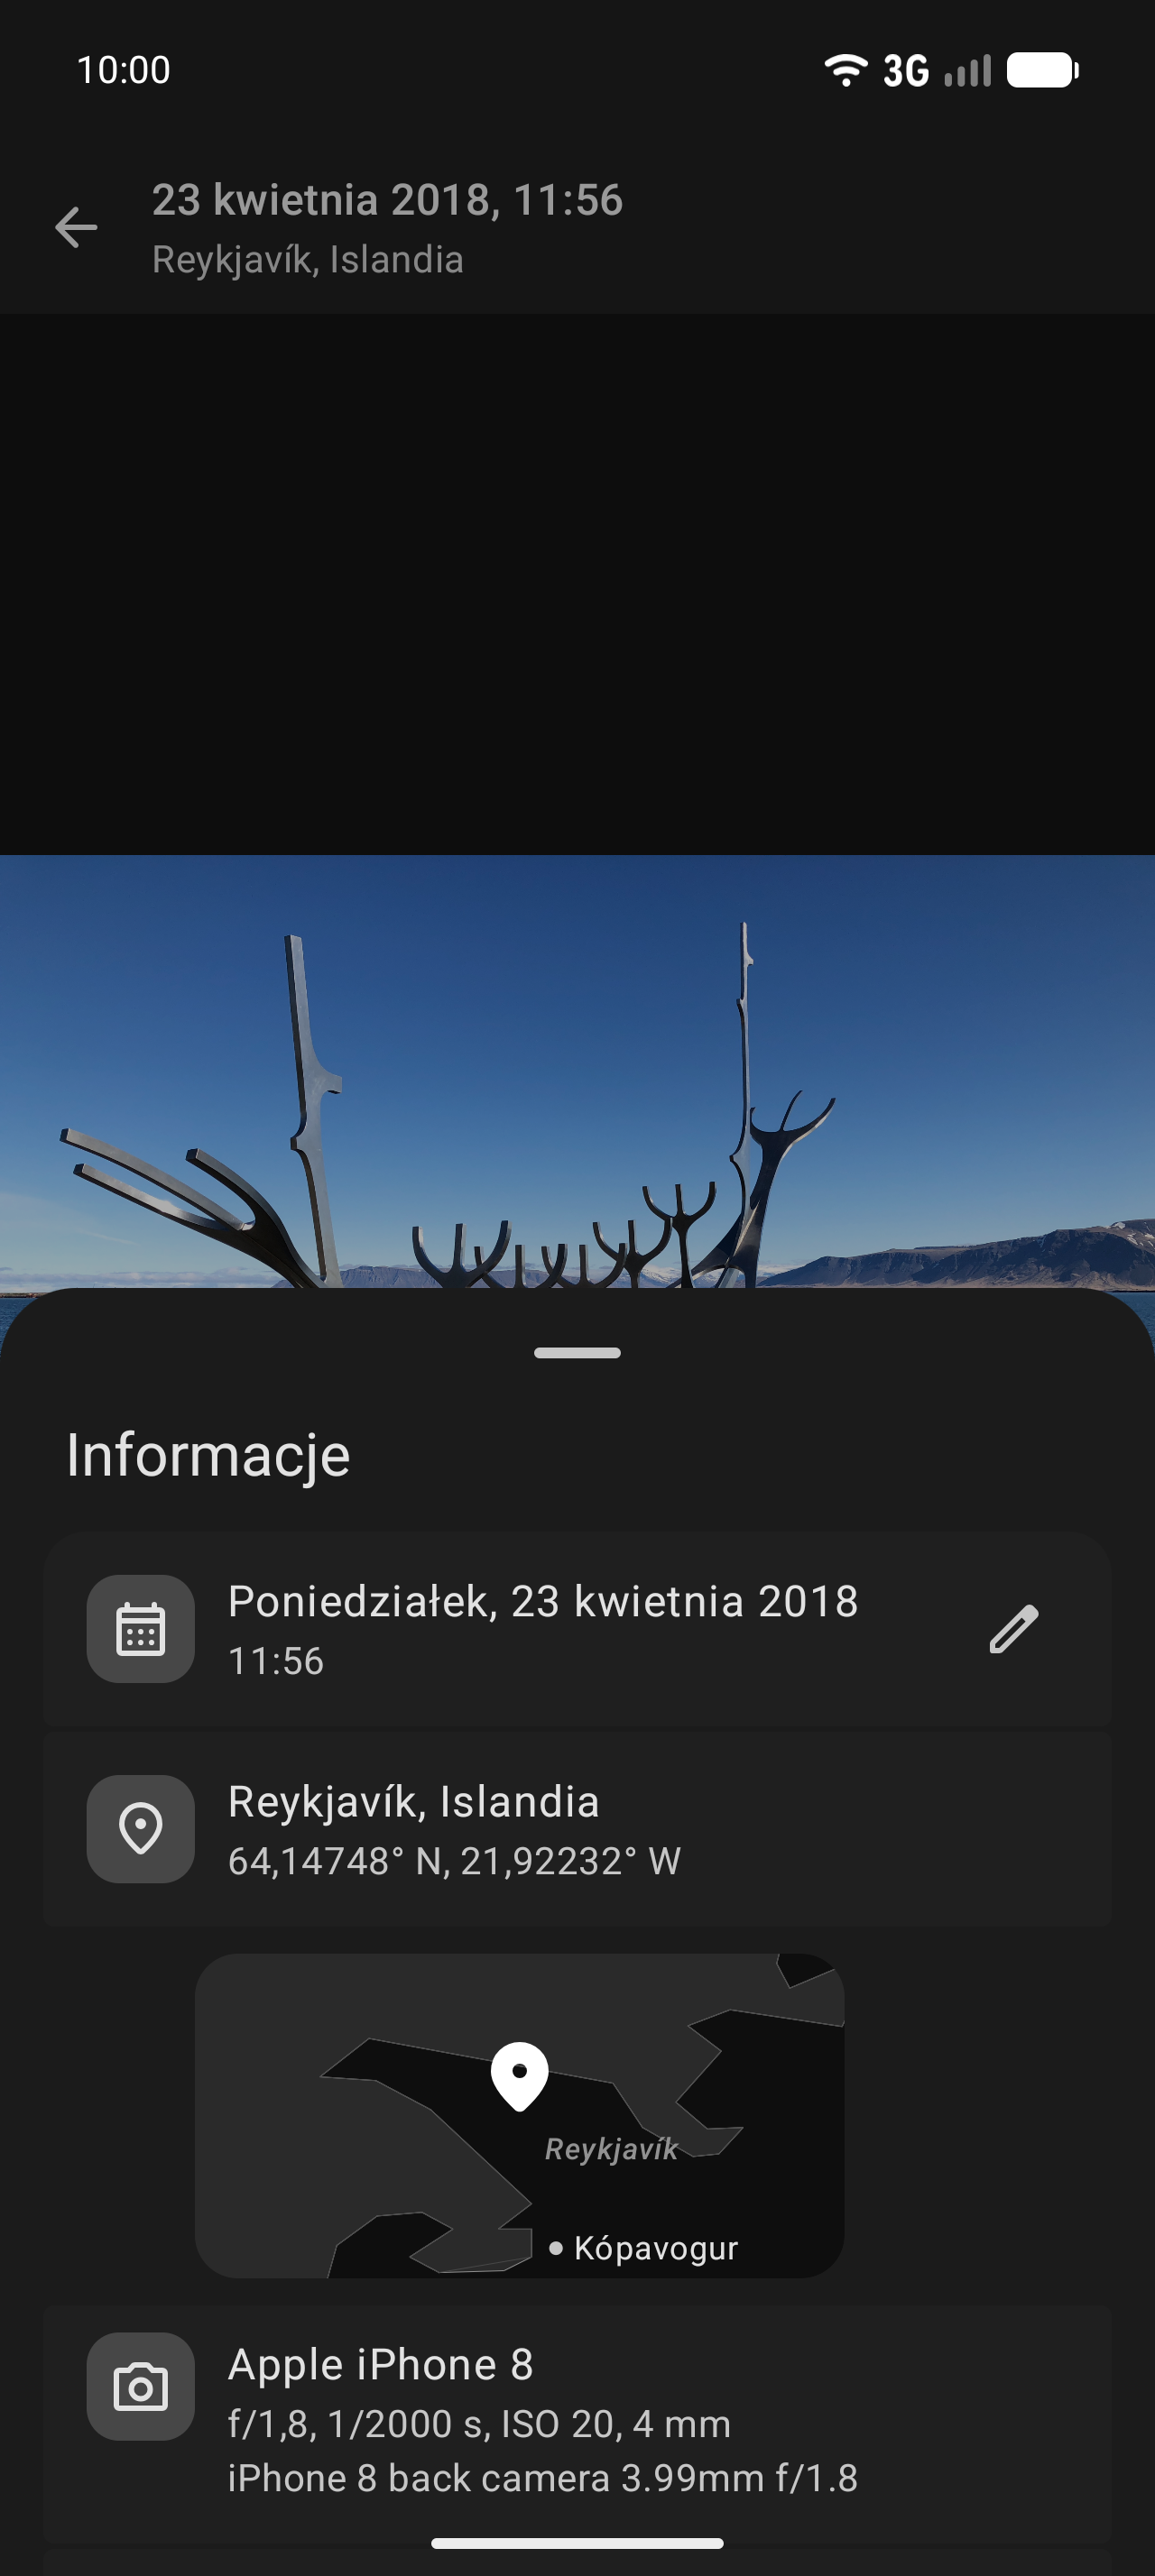 10:00
3G
23 kwietnia 2018, 11:56
Reykjavík, Islandia
Informacje
Poniedziałek, 23 kwietnia 2018
11:56
Reykjavík, Islandia
64,14748° N, 21,92232° W
Reykjavík
Kópavogur
Apple iPhone 8
f/1,8, 1/2000 s, ISO 20, 4 mm
iPhone 8 back camera 3.99mm f/1.8